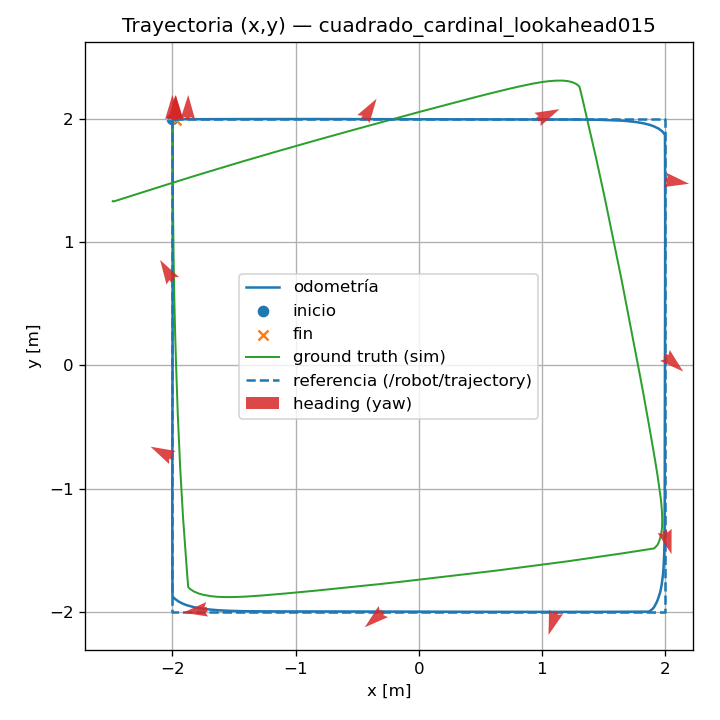 Trayectoria (x,y) — cuadrado_cardinal_lookahead015
y [m]
2
1
0
−1
−2
odometría
inicio
fin
ground truth (sim)
referencia (/robot/trajectory)
heading (yaw)
−2 −1 0 1 2
x [m]